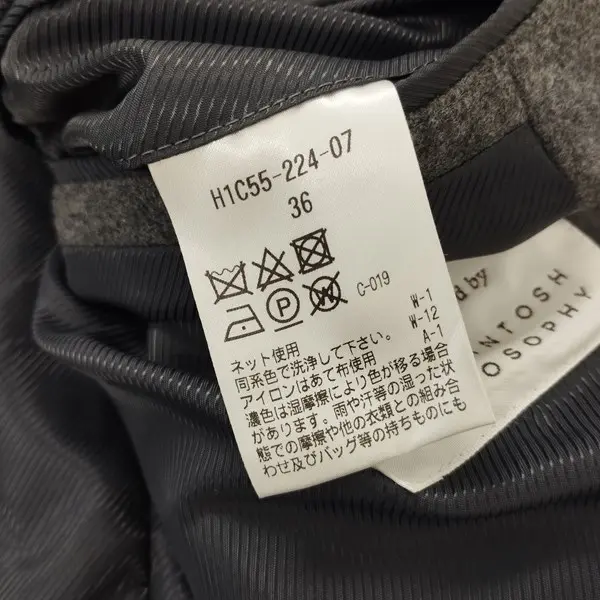 H1C55-224-07
36
P
W
C-019
W-1
W-12
A-1
ネット使用
同系色で洗浄して下さい。
アイロンはあて布使用
濃色は湿摩擦により色が移る場合
があります。雨や汗等の湿った状
態での摩擦や他の衣類との組み合
わせ及びバッグ等の持ちものにも
d by
NTOSH
OSOPHY